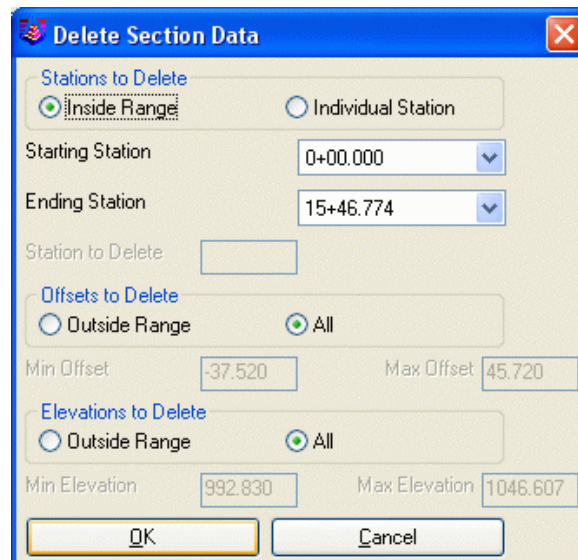 Delete Section Data
Stations to Delete
Inside Range Individual Station
Starting Station 0+00.000
Ending Station 15+46.774
Station to Delete
Offsets to Delete
Outside Range All
Min Offset -37.520 Max Offset 45.720
Elevations to Delete
Outside Range All
Min Elevation 992.830 Max Elevation 1046.607
OK Cancel